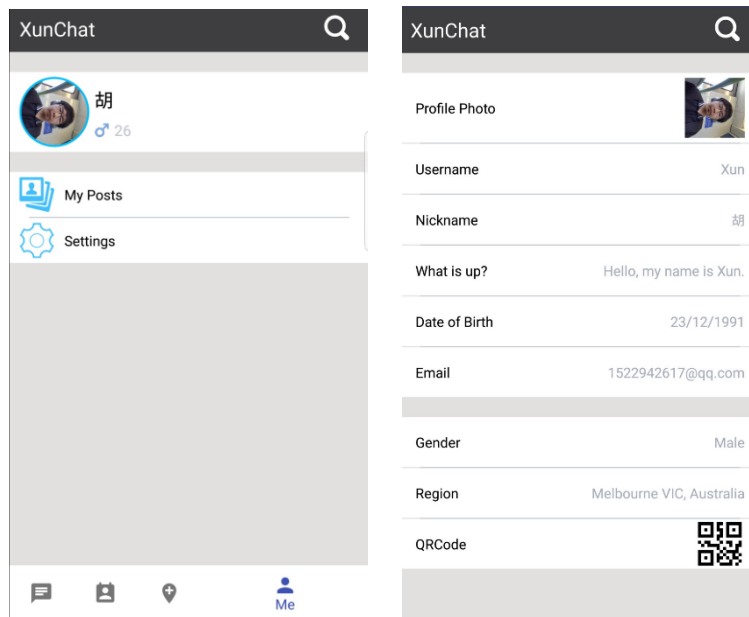 XunChat
胡
♂ 26
My Posts
Settings
Me
XunChat
Profile Photo
Username Xun
Nickname 胡
What is up? Hello, my name is Xun.
Date of Birth 23/12/1991
Email 1522942617@qq.com
Gender Male
Region Melbourne VIC, Australia
QRCode